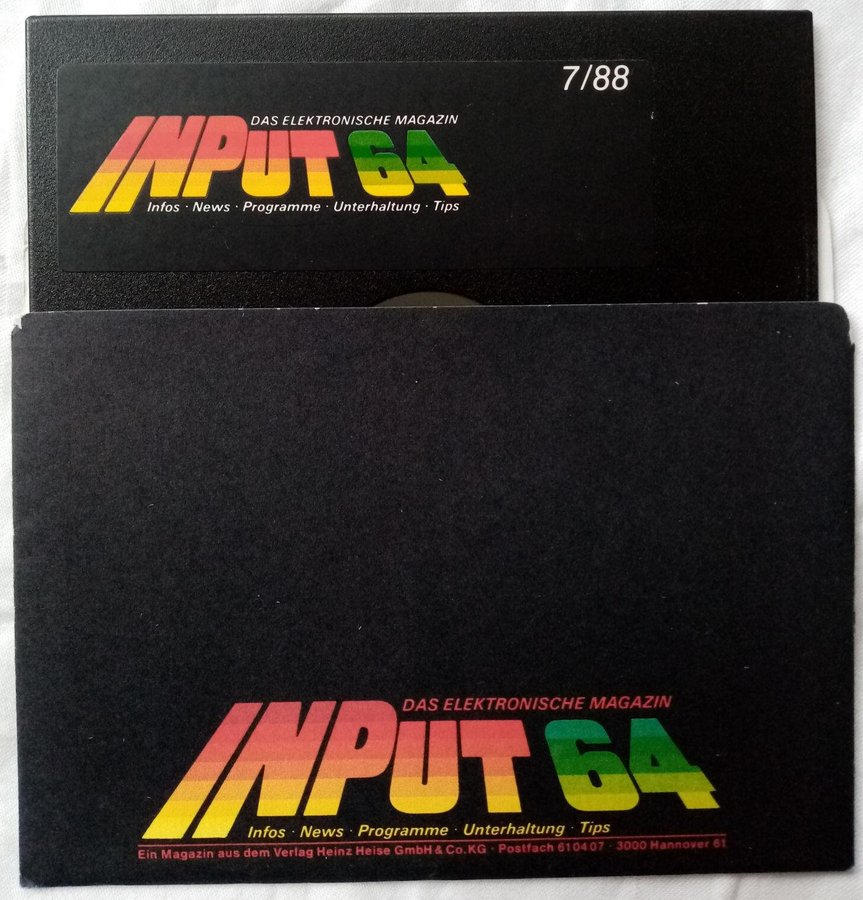 7/88
DAS ELEKTRONISCHE MAGAZIN
INPUT 64
Infos · News · Programme · Unterhaltung · Tips
DAS ELEKTRONISCHE MAGAZIN
INPUT 64
Infos · News · Programme · Unterhaltung · Tips
Ein Magazin aus dem Verlag Heinz Heise GmbH & Co. KG · Postfach 610407 · 3000 Hannover 61